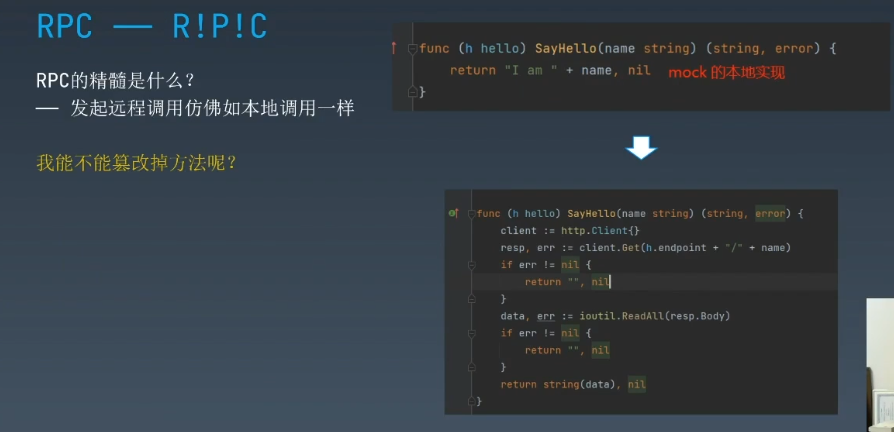 RPC —— R!P!C
RPC的精髓是什么?
—— 发起远程调用仿佛如本地调用一样
我能不能篡改掉方法呢?
func (h hello) SayHello(name string) (string, error) {
return "I am " + name, nil mock 的本地实现
}
func (h hello) SayHello(name string) (string, error) {
client := http.Client{}
resp, err := client.Get(h.endpoint + "/" + name)
if err != nil {
return "", nil
}
data, err := ioutil.ReadAll(resp.Body)
if err != nil {
return "", nil
}
return string(data), nil
}